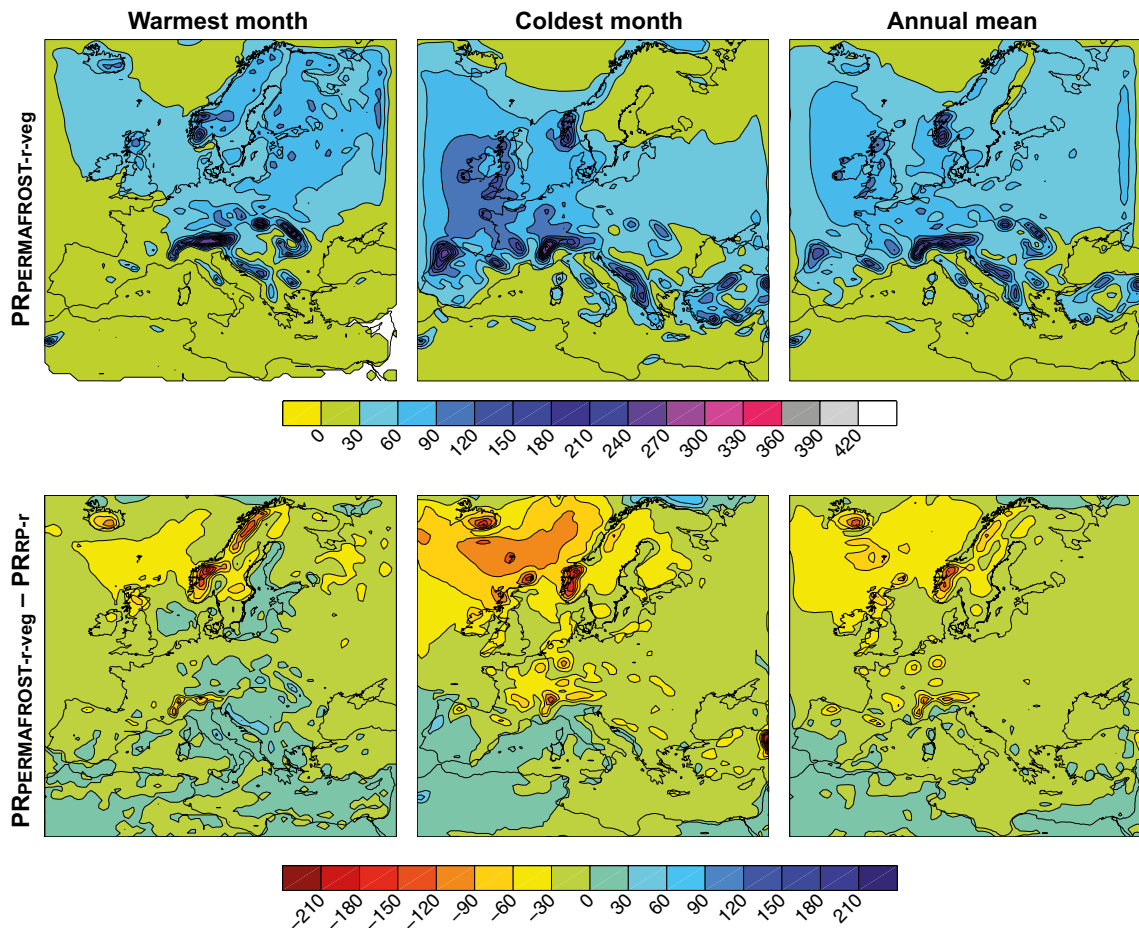 Warmest month
Coldest month
Annual mean
PRPERMAFROST-r-veg
0 30 60 90 120 150 180 210 240 270 300 330 360 390 420
PRPERMAFROST-r-veg – PRRP-r
–210 –180 –150 –120 –90 –60 –30 0 30 60 90 120 150 180 210